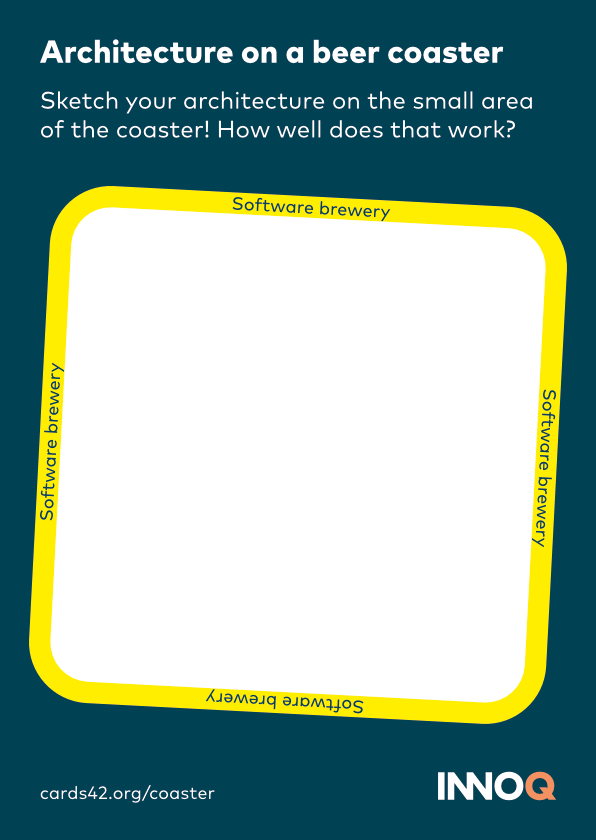 Architecture on a beer coaster
Sketch your architecture on the small area
of the coaster! How well does that work?
Software brewery
Software brewery
Software brewery
Software brewery
cards42.org/coaster
INNOQ